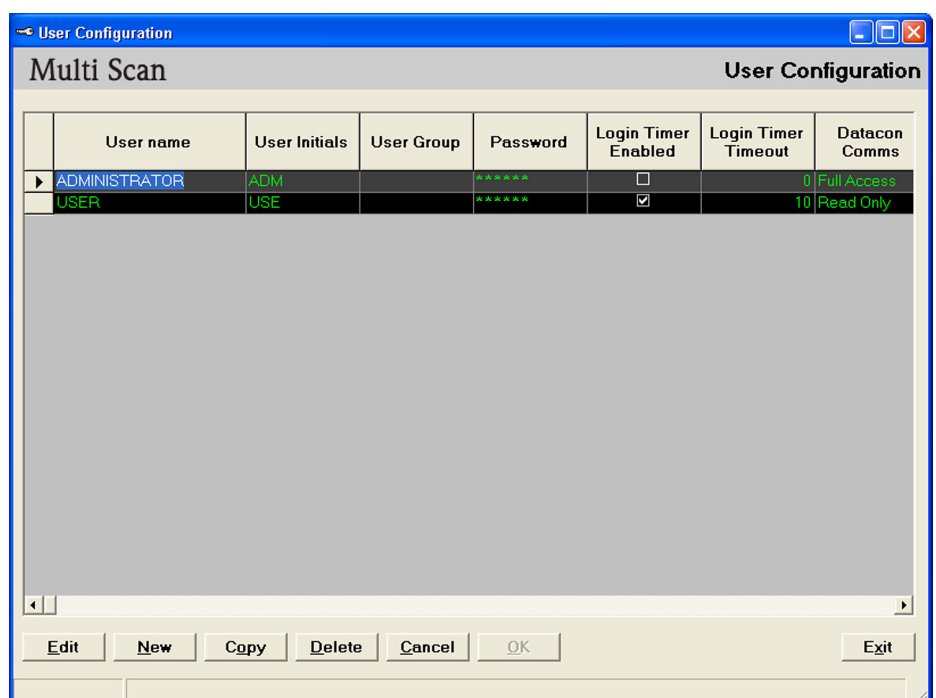 User Configuration
Multi Scan
User Configuration
User name User Initials User Group Password Login Timer Enabled Login Timer Timeout Datacon Comms
ADMINISTRATOR ADM ****** 0 Full Access
USER USE ****** 10 Read Only
Edit New Copy Delete Cancel OK Exit